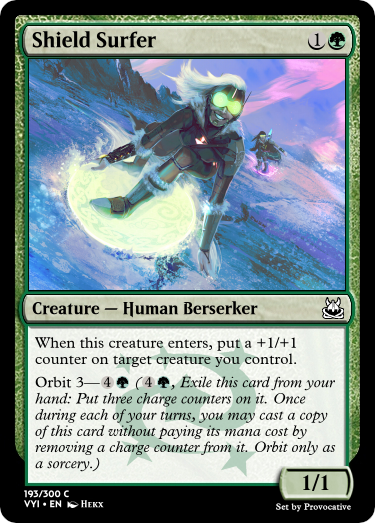 Shield Surfer 1
Creature — Human Berserker
When this creature enters, put a +1/+1
counter on target creature you control.
Orbit 3—4 (4, Exile this card from your
hand: Put three charge counters on it. Once
during each of your turns, you may cast a copy
of this card without paying its mana cost by
removing a charge counter from it. Orbit only as
a sorcery.)
1/1
193/300 C
VYI • EN Hekx
Set by Provocative